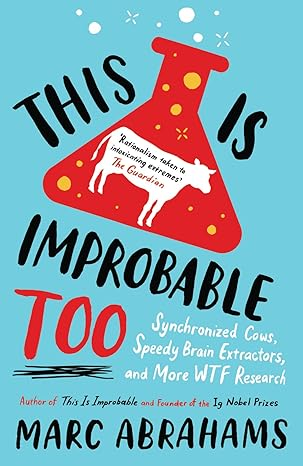 THIS IS
'Rationalism taken to
intoxicating extremes'
The Guardian
IMPROBABLE
TOO
Synchronized Cows,
Speedy Brain Extractors,
and More WTF Research
Author of This Is Improbable and Founder of the Ig Nobel Prizes
MARC ABRAHAMS